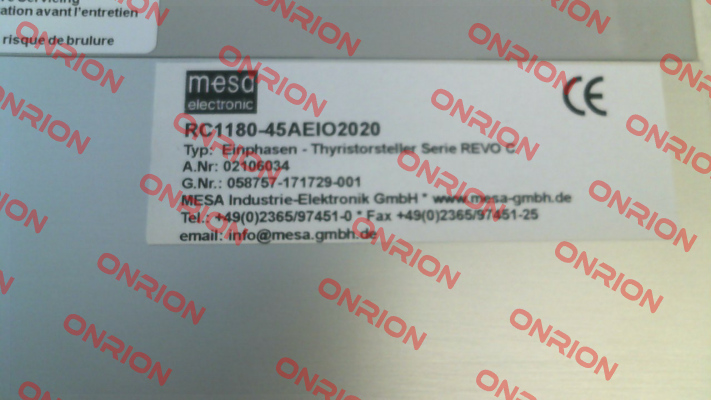 ation avant l'entretien
risque de brulure
mesa
electronic
CE
RC1180-45AEIO2020
Typ: Einphasen - Thyristorsteller Serie REVO C.
A.Nr: 02106034
G.Nr.: 058757-171729-001
MESA Industrie-Elektronik GmbH * www.mesa-gmbh.de
Tel.: +49(0)2365/97451-0 * Fax +49(0)2365/97451-25
email: info@mesa.gmbh.de
ONRION